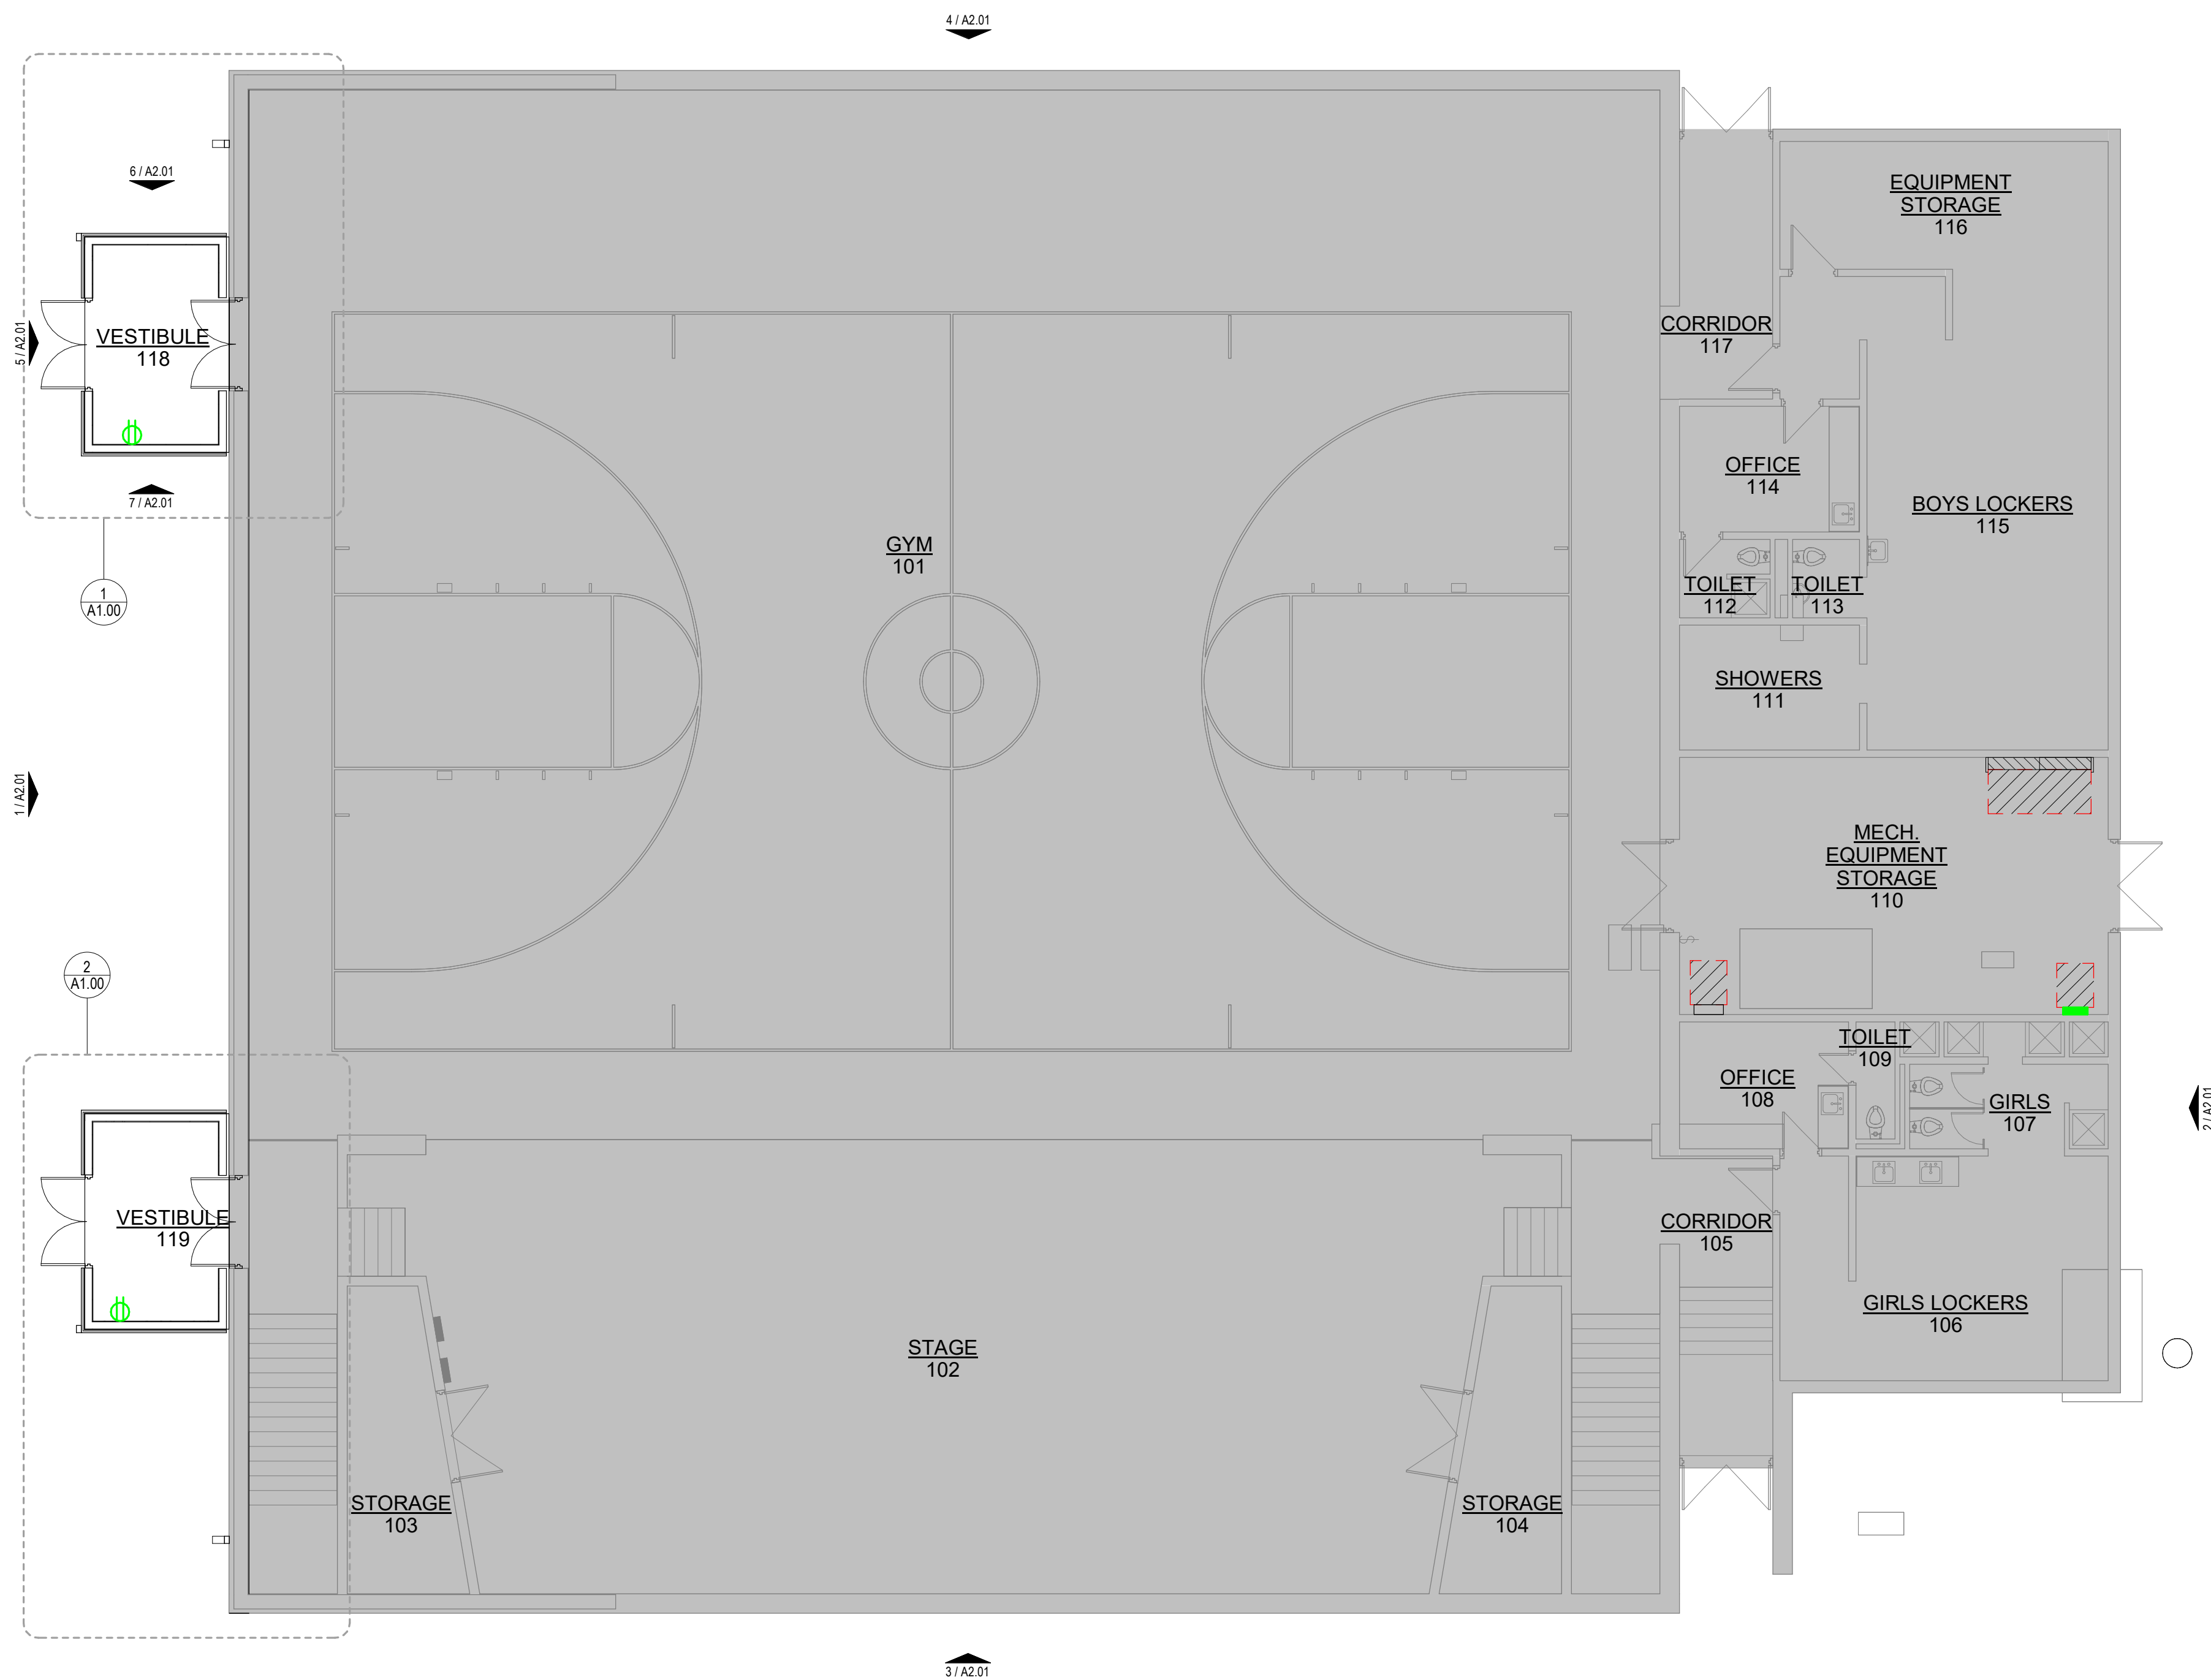 4 / A2.01
6 / A2.01
EQUIPMENT
STORAGE
116
5 / A2.01
VESTIBULE
118
CORRIDOR
117
7 / A2.01
OFFICE
114
BOYS LOCKERS
115
GYM
101
1
A1.00
TOILET
112
TOILET
113
SHOWERS
111
1 / A2.01
MECH.
EQUIPMENT
STORAGE
110
$
2
A1.00
TOILET
109
OFFICE
108
GIRLS
107
2 / A2.01
VESTIBULE
119
CORRIDOR
105
GIRLS LOCKERS
106
STAGE
102
STORAGE
103
STORAGE
104
3 / A2.01